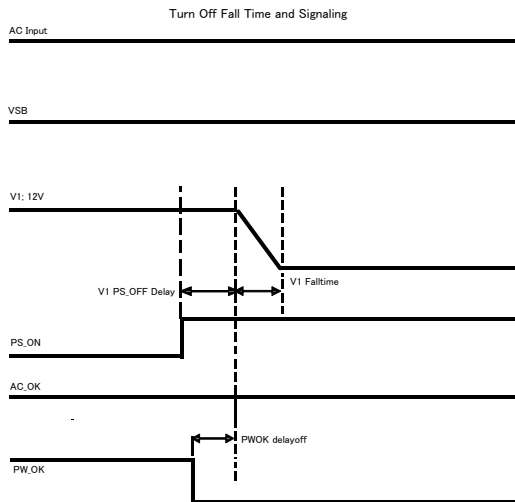 Turn Off Fall Time and Signaling
AC Input
VSB
V1; 12V
V1 Falltime
V1 PS_OFF Delay
PS_ON
AC_OK
PWOK delayoff
PW_OK